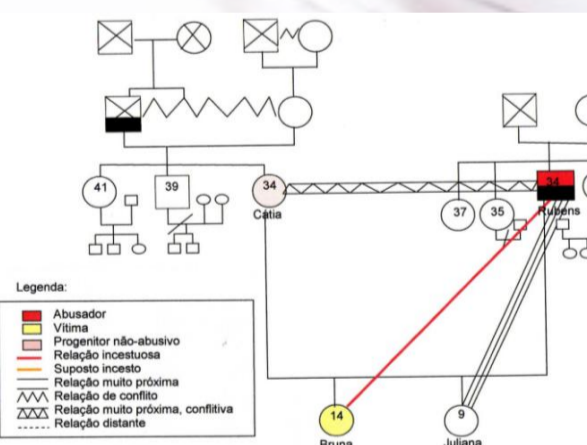 41
39
34
Cátia
37
35
34
Rubens
Legenda:
Abusador
Vítima
Progenitor não-abusivo
Relação incestuosa
Suposto incesto
Relação muito próxima
Relação de conflito
Relação muito próxima, conflitiva
Relação distante
14
Bruna
9
Juliana